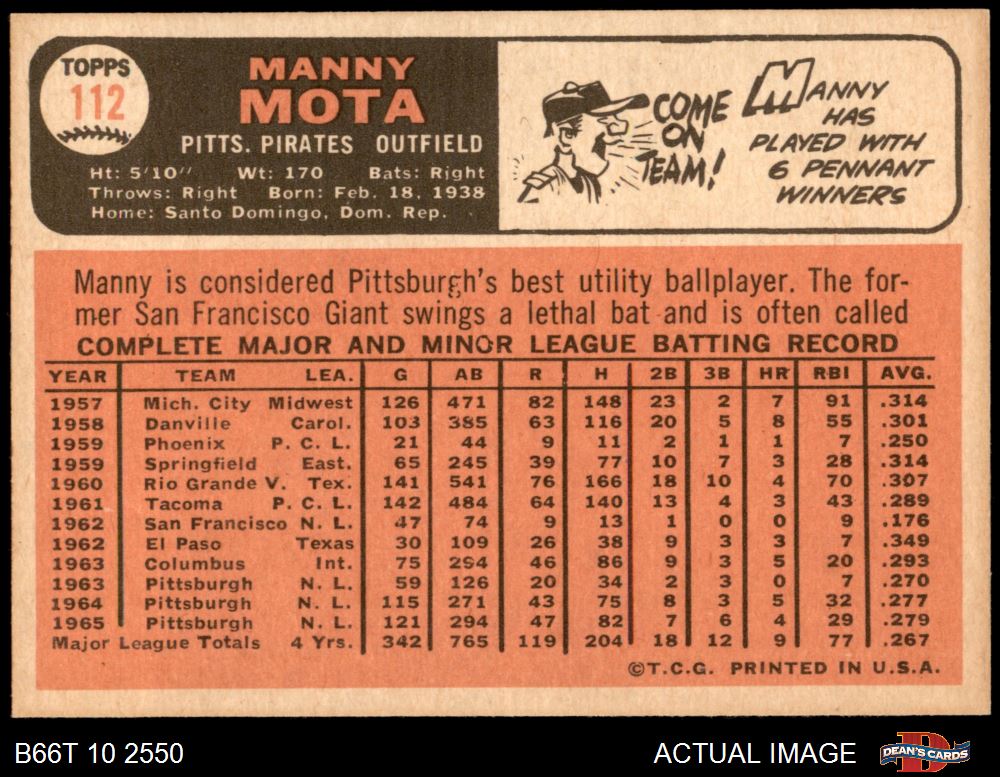 TOPPS
112
MANNY
MOTA
PITTS. PIRATES OUTFIELD
Ht: 5'10" Wt: 170 Bats: Right
Throws: Right Born: Feb. 18, 1938
Home: Santo Domingo, Dom. Rep.
COME
ON
TEAM!
MANNY
HAS
PLAYED WITH
6 PENNANT
WINNERS
Manny is considered Pittsburgh's best utility ballplayer. The for-
mer San Francisco Giant swings a lethal bat and is often called
COMPLETE MAJOR AND MINOR LEAGUE BATTING RECORD
YEAR TEAM LEA. G AB R H 2B 3B HR RBI AVG.
1957 Mich. City Midwest 126 471 82 148 23 2 7 91 .314
1958 Danville Carol. 103 385 63 116 20 5 8 55 .301
1959 Phoenix P. C. L. 21 44 9 11 2 1 1 7 .250
1959 Springfield East. 65 245 39 77 10 7 3 28 .314
1960 Rio Grande V. Tex. 141 541 76 166 18 10 4 70 .307
1961 Tacoma P. C. L. 142 484 64 140 13 4 3 43 .289
1962 San Francisco N. L. 47 74 9 13 1 0 0 9 .176
1962 El Paso Texas 30 109 26 38 9 3 3 7 .349
1963 Columbus Int. 75 294 46 86 9 3 5 20 .293
1963 Pittsburgh N. L. 59 126 20 34 2 3 0 7 .270
1964 Pittsburgh N. L. 115 271 43 75 8 3 5 32 .277
1965 Pittsburgh N. L. 121 294 47 82 7 6 4 29 .279
Major League Totals 4 Yrs. 342 765 119 204 18 12 9 77 .267
©T.C.G. PRINTED IN U.S.A.
B66T 10 2550
ACTUAL IMAGE
DEAN'S CARDS